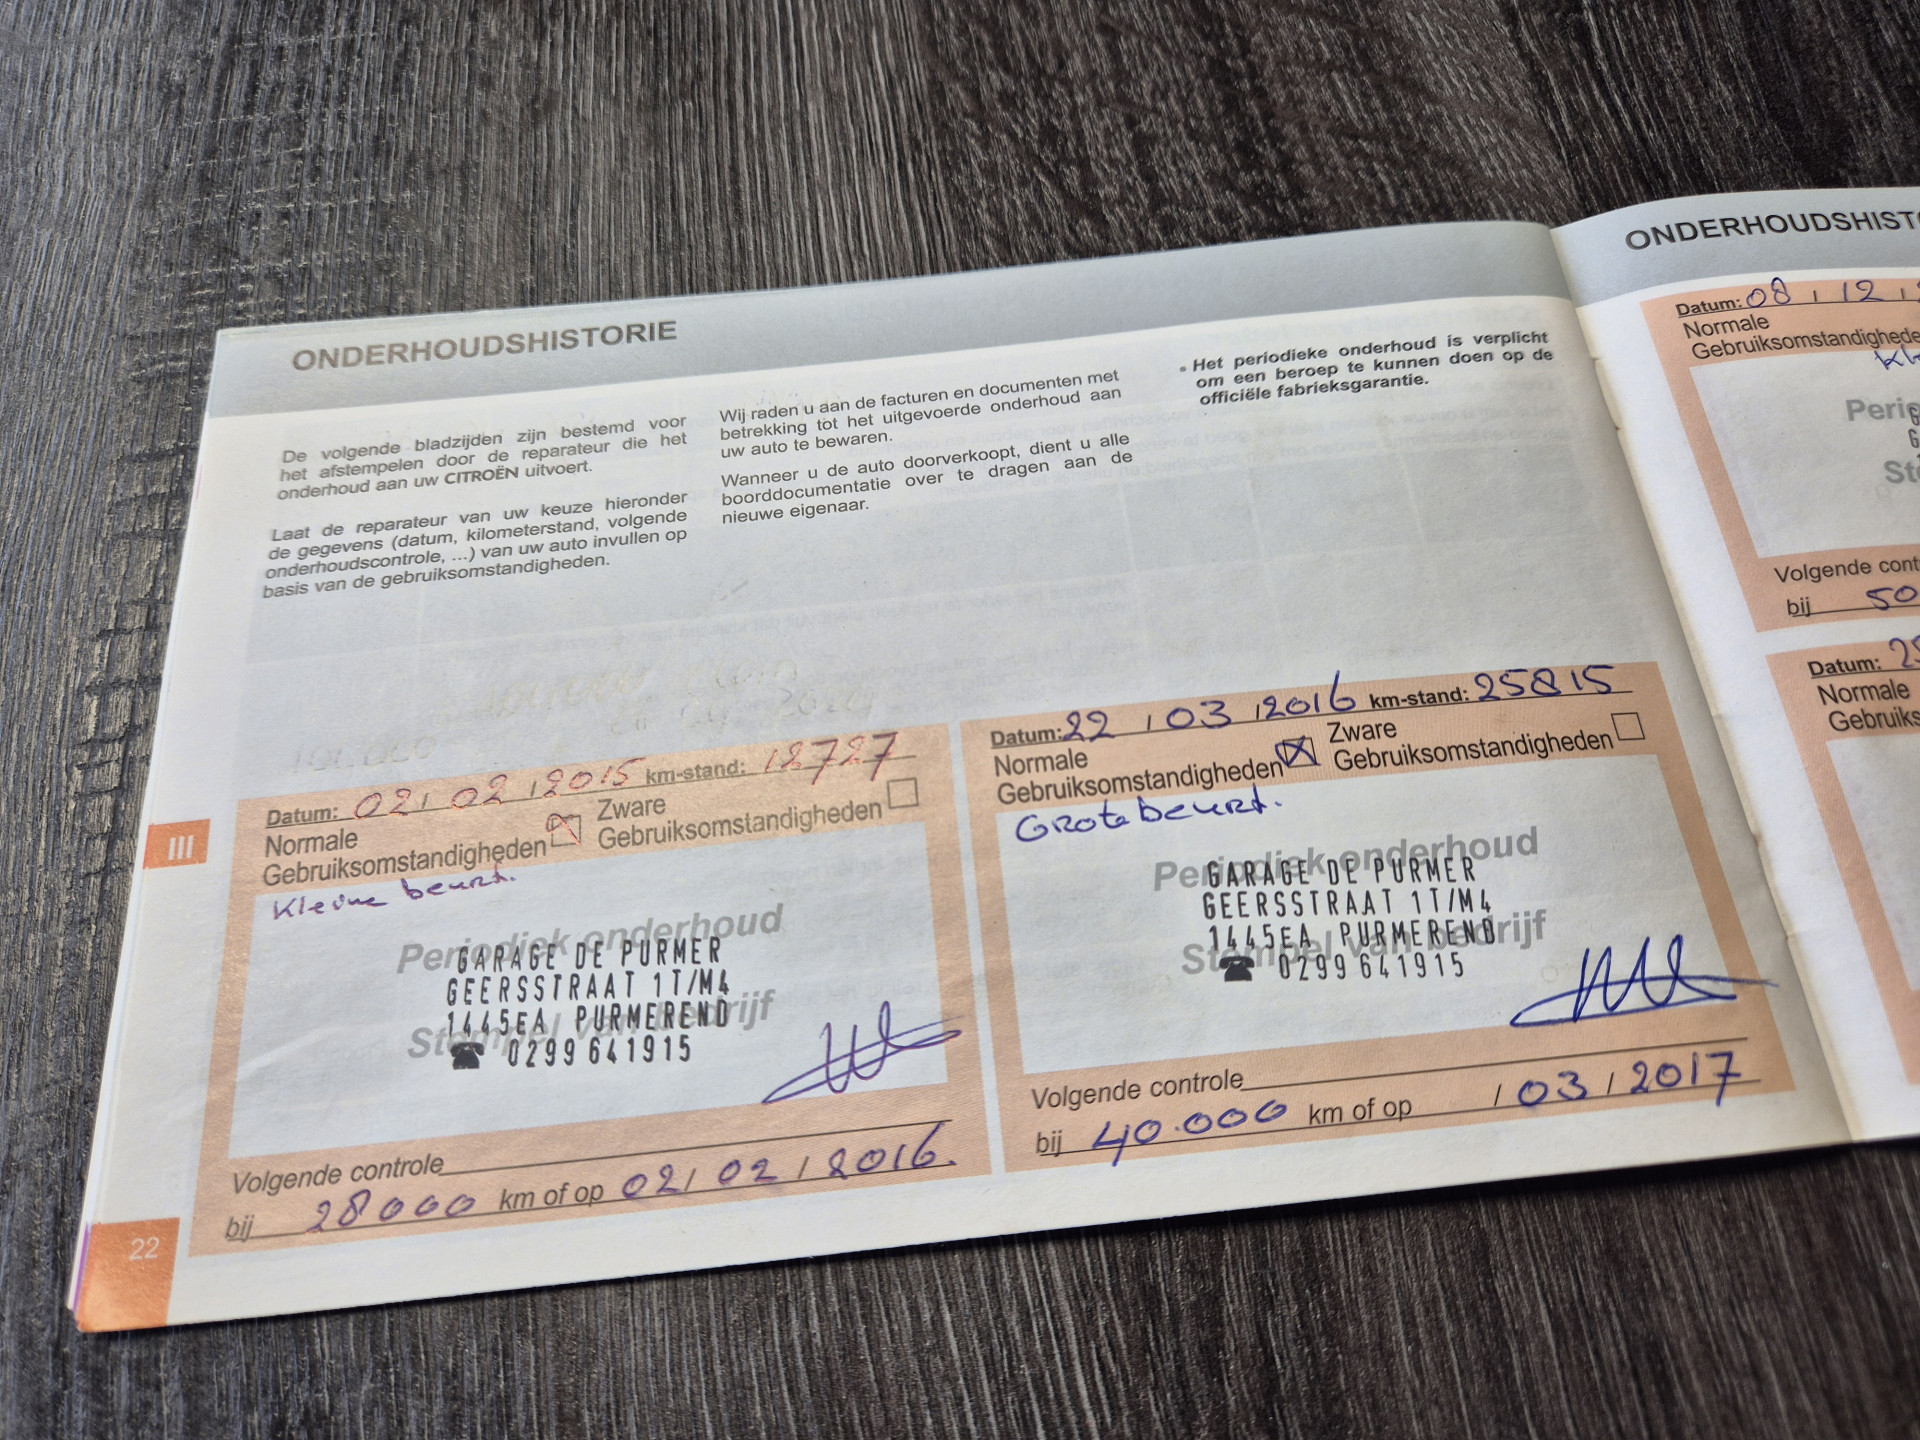 ONDERHOUDSHISTORIE
De volgende bladzijden zijn bestemd voor
het afstempelen door de reparateur die het
onderhoud aan uw CITROËN uitvoert.
Laat de reparateur van uw keuze hieronder
de gegevens (datum, kilometerstand, volgende
onderhoudscontrole, ...) van uw auto invullen op
basis van de gebruiksomstandigheden.
Wij raden u aan de facturen en documenten met
betrekking tot het uitgevoerde onderhoud aan
uw auto te bewaren.
Wanneer u de auto doorverkoopt, dient u alle
boorddocumentatie over te dragen aan de
nieuwe eigenaar.
• Het periodieke onderhoud is verplicht
om een beroep te kunnen doen op de
officiële fabrieksgarantie.
Datum: 02 / 02 / 2015 km-stand: 12727
Normale
Gebruiksomstandigheden
Zware
Gebruiksomstandigheden
Kleine beurt.
Periodiek onderhoud
Stempel van bedrijf
GARAGE DE PURMER
GEERSSTRAAT 1T/M4
1445EA PURMEREND
☎ 0299 641915
Volgende controle
bij 28000 km of op 02 / 02 / 2016.
Datum: 22 / 03 / 2016 km-stand: 25815
Normale
Gebruiksomstandigheden
Zware
Gebruiksomstandigheden
Grote beurt.
Periodiek onderhoud
Stempel van bedrijf
GARAGE DE PURMER
GEERSSTRAAT 1T/M4
1445EA PURMEREND
☎ 0299 641915
Volgende controle
bij 40.000 km of op / 03 / 2017
III
22
ONDERHOUDSHISTO
Datum: 08 / 12 /
Normale
Gebruiksomstandighede
Volgende cont
bij 50
Datum:
Normale
Gebruiks